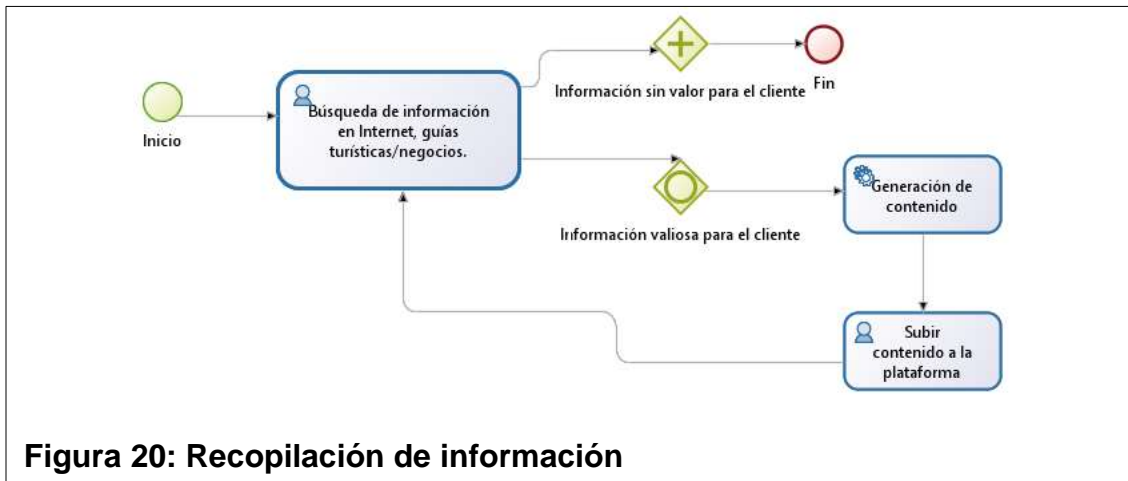 Información sin valor para el cliente
Fin
Inicio
Búsqueda de información
en Internet, guías
turísticas/negocios.
Información valiosa para el cliente
Generación de
contenido
Subir
contenido a la
plataforma
Figura 20: Recopilación de información